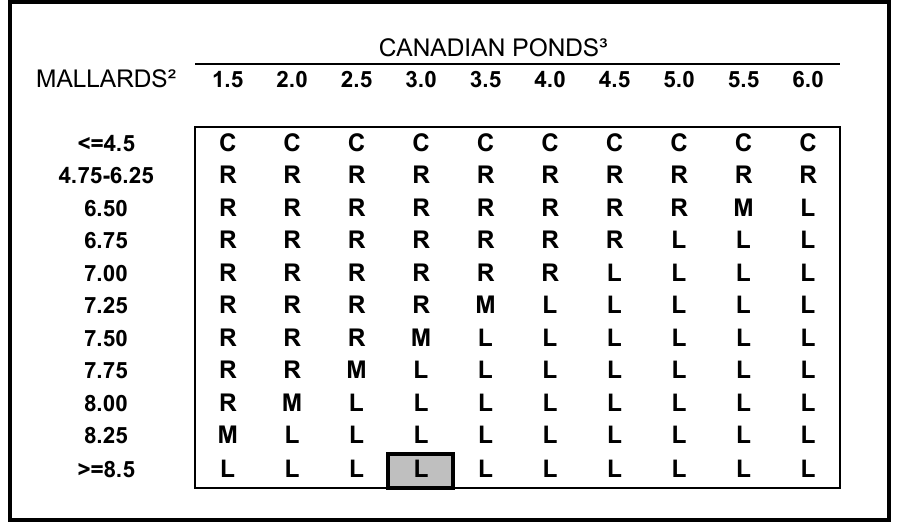 CANADIAN PONDS³
MALLARDS² 1.5 2.0 2.5 3.0 3.5 4.0 4.5 5.0 5.5 6.0
<=4.5 C C C C C C C C C C
4.75-6.25 R R R R R R R R R R
6.50 R R R R R R R R M L
6.75 R R R R R R R L L L
7.00 R R R R R R L L L L
7.25 R R R R M L L L L L
7.50 R R R M L L L L L L
7.75 R R M L L L L L L L
8.00 R M L L L L L L L L
8.25 M L L L L L L L L L
>=8.5 L L L L L L L L L L